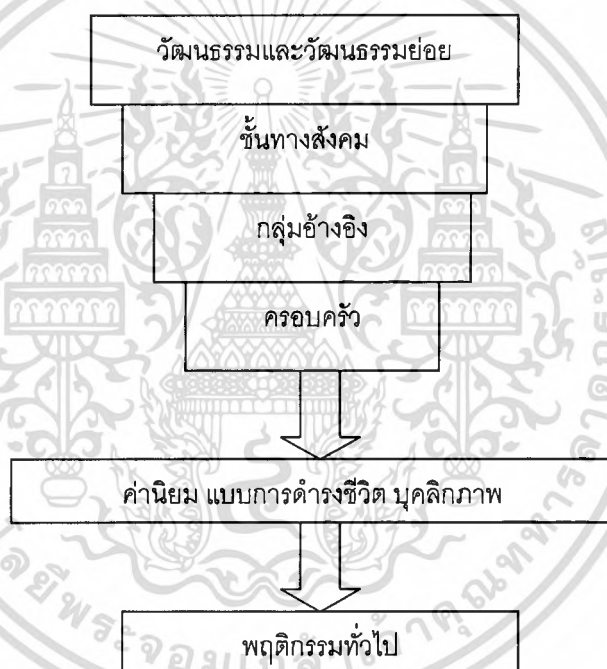 วัฒนธรรมและวัฒนธรรมย่อย
ชั้นทางสังคม
กลุ่มอ้างอิง
ครอบครัว
ค่านิยม แบบการดำรงชีวิต บุคลิกภาพ
พฤติกรรมทั่วไป